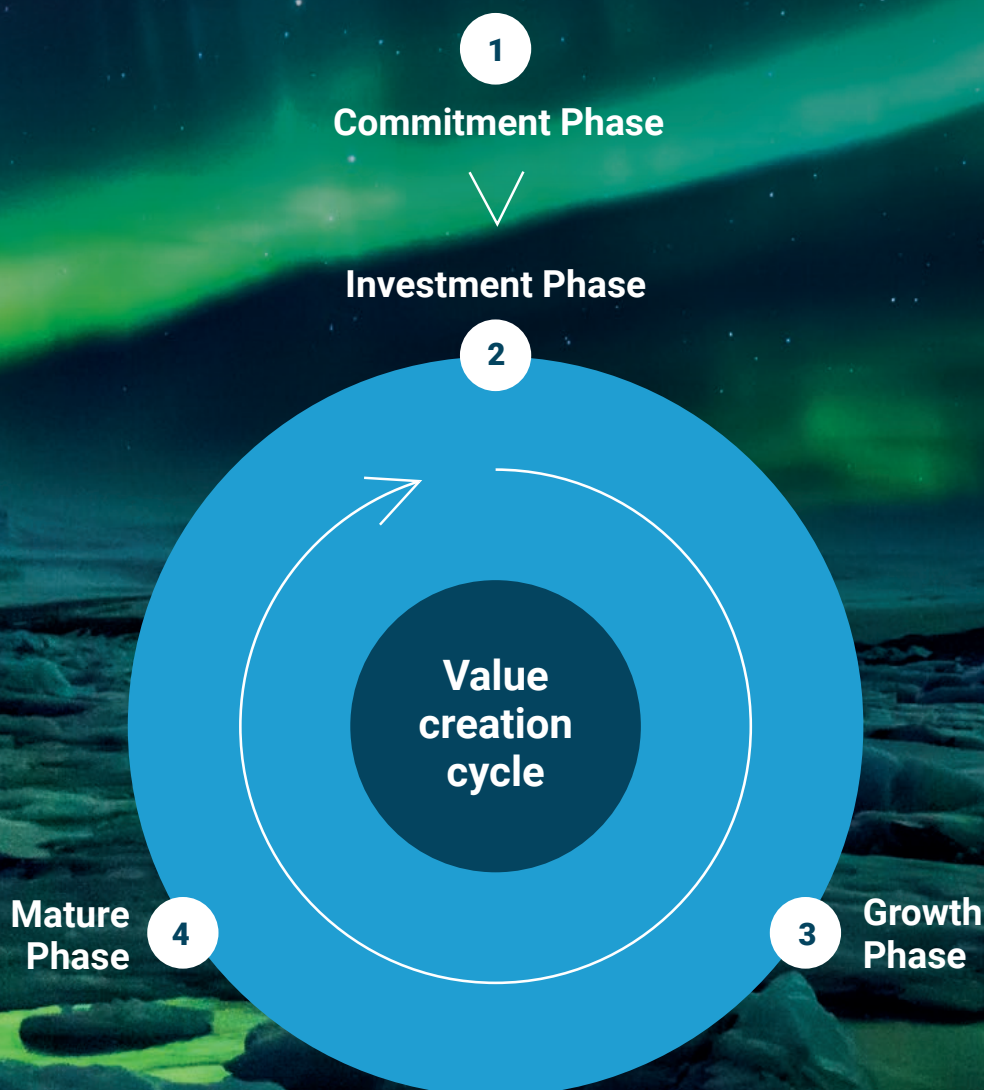 1
Commitment Phase
Investment Phase
2
Value
creation
cycle
Mature
Phase
4
3
Growth
Phase